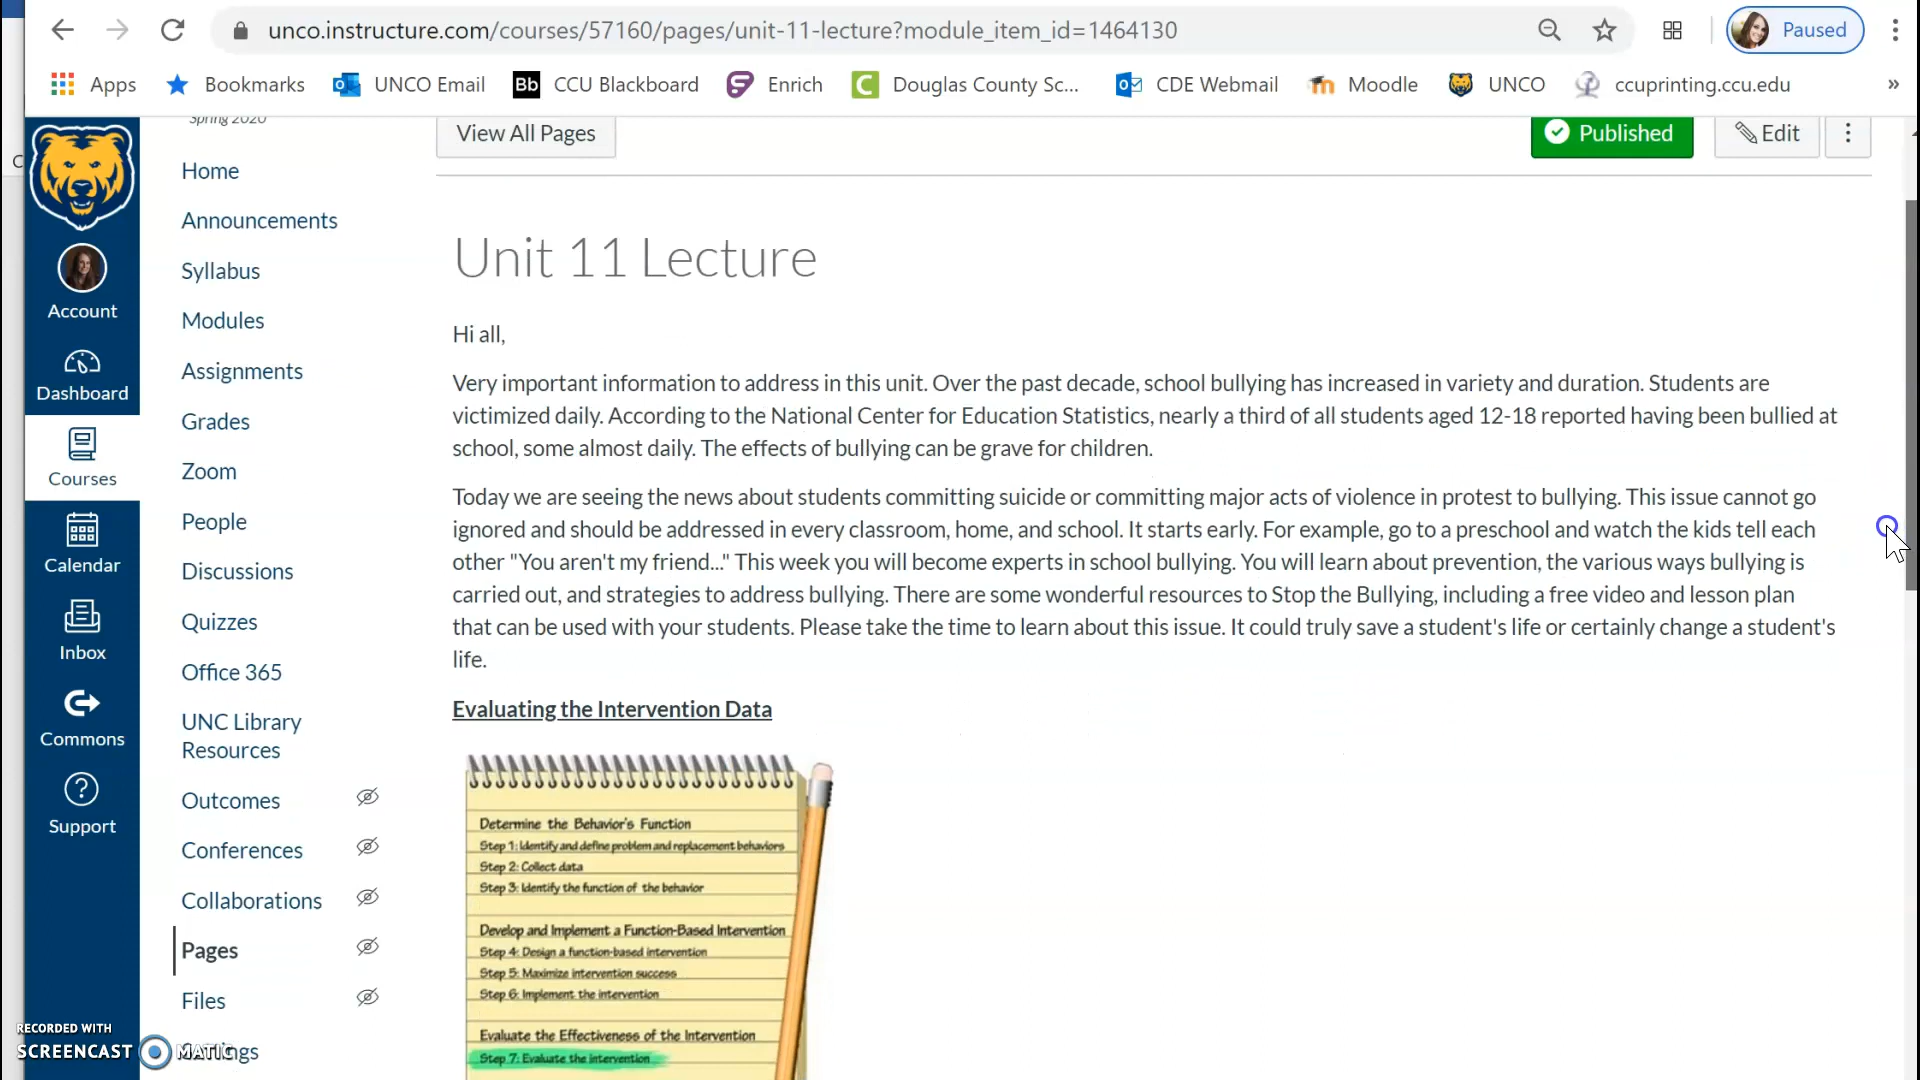 unco.instructure.com/courses/57160/pages/unit-11-lecture?module_item_id=1464130
Paused
Apps
Bookmarks
UNCO Email
Bb
CCU Blackboard
Enrich
Douglas County Sc...
CDE Webmail
Moodle
UNCO
ccuprinting.ccu.edu
»
Spring 2020
View All Pages
Published
Edit
Home
Announcements
Syllabus
Modules
Assignments
Grades
Zoom
People
Discussions
Quizzes
Office 365
UNC Library
Resources
Outcomes
Conferences
Collaborations
Pages
Files
Account
Dashboard
Courses
Calendar
Inbox
Commons
Support
Unit 11 Lecture
Hi all,
Very important information to address in this unit. Over the past decade, school bullying has increased in variety and duration. Students are
victimized daily. According to the National Center for Education Statistics, nearly a third of all students aged 12-18 reported having been bullied at
school, some almost daily. The effects of bullying can be grave for children.
Today we are seeing the news about students committing suicide or committing major acts of violence in protest to bullying. This issue cannot go
ignored and should be addressed in every classroom, home, and school. It starts early. For example, go to a preschool and watch the kids tell each
other "You aren't my friend..." This week you will become experts in school bullying. You will learn about prevention, the various ways bullying is
carried out, and strategies to address bullying. There are some wonderful resources to Stop the Bullying, including a free video and lesson plan
that can be used with your students. Please take the time to learn about this issue. It could truly save a student's life or certainly change a student's
life.
Evaluating the Intervention Data
Determine the Behavior's Function
Step 1: Identify and define problem and replacement behaviors
Step 2: Collect data
Step 3: Identify the function of the behavior
Develop and Implement a Function-Based Intervention
Step 4: Design a function-based intervention
Step 5: Maximize intervention success
Step 6: Implement the intervention
Evaluate the Effectiveness of the Intervention
Step 7: Evaluate the intervention
RECORDED WITH
SCREENCAST MATIC